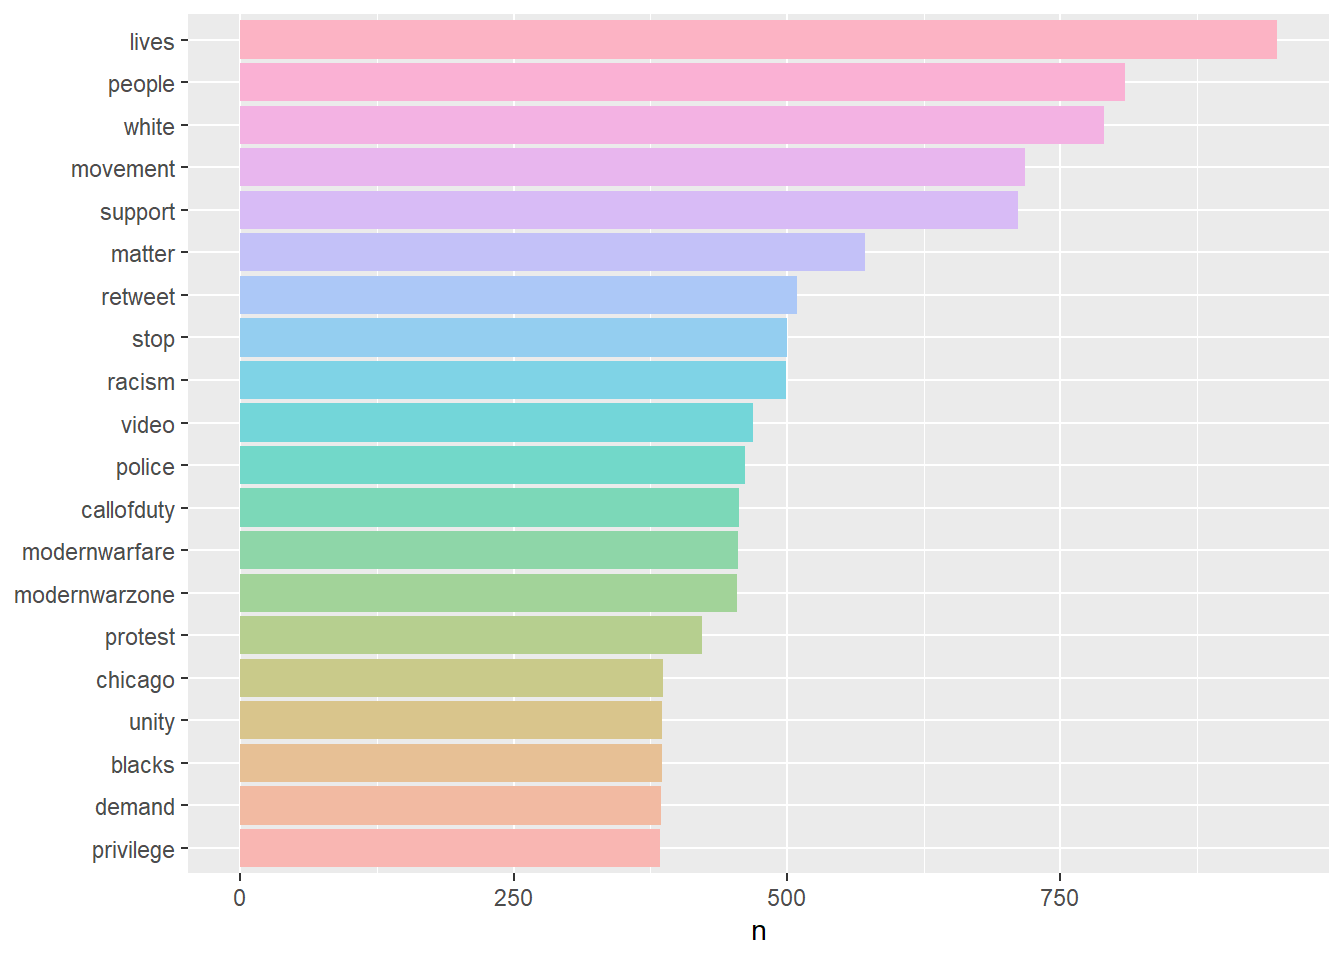 lives
people
white
movement
support
matter
retweet
stop
racism
video
police
callofduty
modernwarfare
modernwarzone
protest
chicago
unity
blacks
demand
privilege
0 250 500 750
n